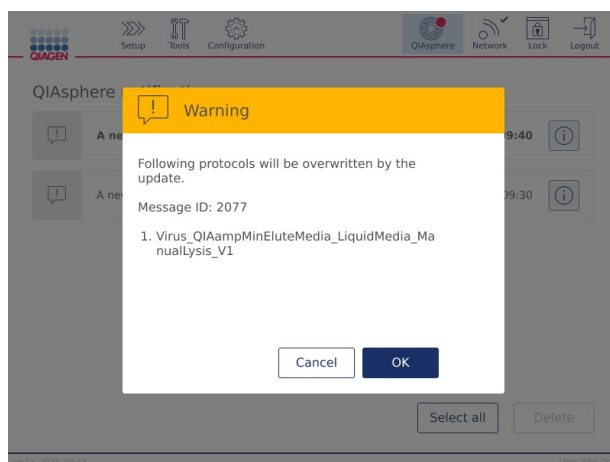 QIAGEN
Setup
Tools
Configuration
QIAsphere
Network
Lock
Logout
QIAsphere
Warning
A ne
9:40
Following protocols will be overwritten by the
update.
Message ID: 2077
A ne
09:30
1. Virus_QIAampMinEluteMedia_LiquidMedia_Ma
nualLysis_V1
Cancel
OK
Select all
Delete